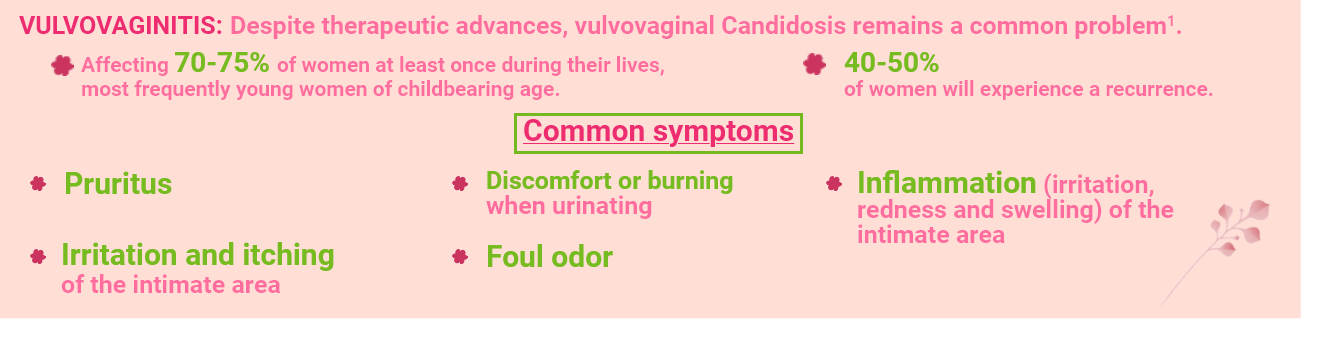 VULVOVAGINITIS: Despite therapeutic advances, vulvovaginal Candidosis remains a common problem¹.
Affecting 70-75% of women at least once during their lives,
most frequently young women of childbearing age.
40-50%
of women will experience a recurrence.
Common symptoms
Pruritus
Discomfort or burning
when urinating
Inflammation (irritation,
redness and swelling) of the
intimate area
Irritation and itching
of the intimate area
Foul odor